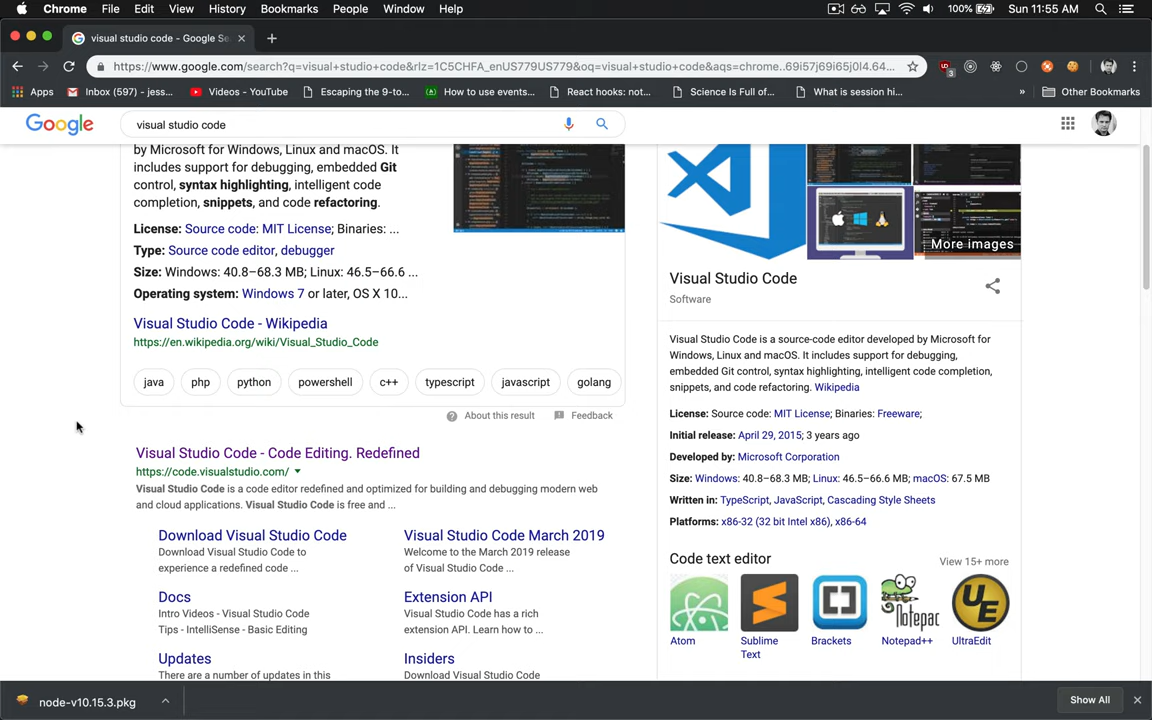 Chrome File Edit View History Bookmarks People Window Help 100% Sun 11:55 AM
visual studio code - Google Se
https://www.google.com/search?q=visual+studio+code&rlz=1C5CHFA_enUS779US779&oq=visual+studio+code&aqs=chrome..69i57j69i65j0l4.64...
3
Apps Inbox (597) - jess... Videos - YouTube Escaping the 9-to... How to use events... React hooks: not... Science Is Full of... What is session hi... » Other Bookmarks
Google visual studio code
by Microsoft for Windows, Linux and macOS. It
includes support for debugging, embedded Git
control, syntax highlighting, intelligent code
completion, snippets, and code refactoring.
License: Source code: MIT License; Binaries: ...
Type: Source code editor, debugger
Size: Windows: 40.8–68.3 MB; Linux: 46.5–66.6 ...
Operating system: Windows 7 or later, OS X 10...
Visual Studio Code - Wikipedia
https://en.wikipedia.org/wiki/Visual_Studio_Code
java php python powershell c++ typescript javascript golang
About this result Feedback
Visual Studio Code - Code Editing. Redefined
https://code.visualstudio.com/
Visual Studio Code is a code editor redefined and optimized for building and debugging modern web
and cloud applications. Visual Studio Code is free and ...
Download Visual Studio Code
Download Visual Studio Code to
experience a redefined code ...
Visual Studio Code March 2019
Welcome to the March 2019 release
of Visual Studio Code ...
Docs
Intro Videos - Visual Studio Code
Tips - IntelliSense - Basic Editing
Extension API
Visual Studio Code has a rich
extension API. Learn how to ...
Updates
There are a number of updates in this
Insiders
Download Visual Studio Code
More images
Visual Studio Code
Software
Visual Studio Code is a source-code editor developed by Microsoft for
Windows, Linux and macOS. It includes support for debugging,
embedded Git control, syntax highlighting, intelligent code completion,
snippets, and code refactoring. Wikipedia
License: Source code: MIT License; Binaries: Freeware;
Initial release: April 29, 2015; 3 years ago
Developed by: Microsoft Corporation
Size: Windows: 40.8–68.3 MB, Linux: 46.5–66.6 MB, macOS: 67.5 MB
Written in: TypeScript, JavaScript, Cascading Style Sheets
Platforms: x86-32 (32 bit Intel x86), x86-64
Code text editor View 15+ more
Notepac
UE
Atom
Sublime
Text
Brackets
Notepad++
UltraEdit
node-v10.15.3.pkg Show All